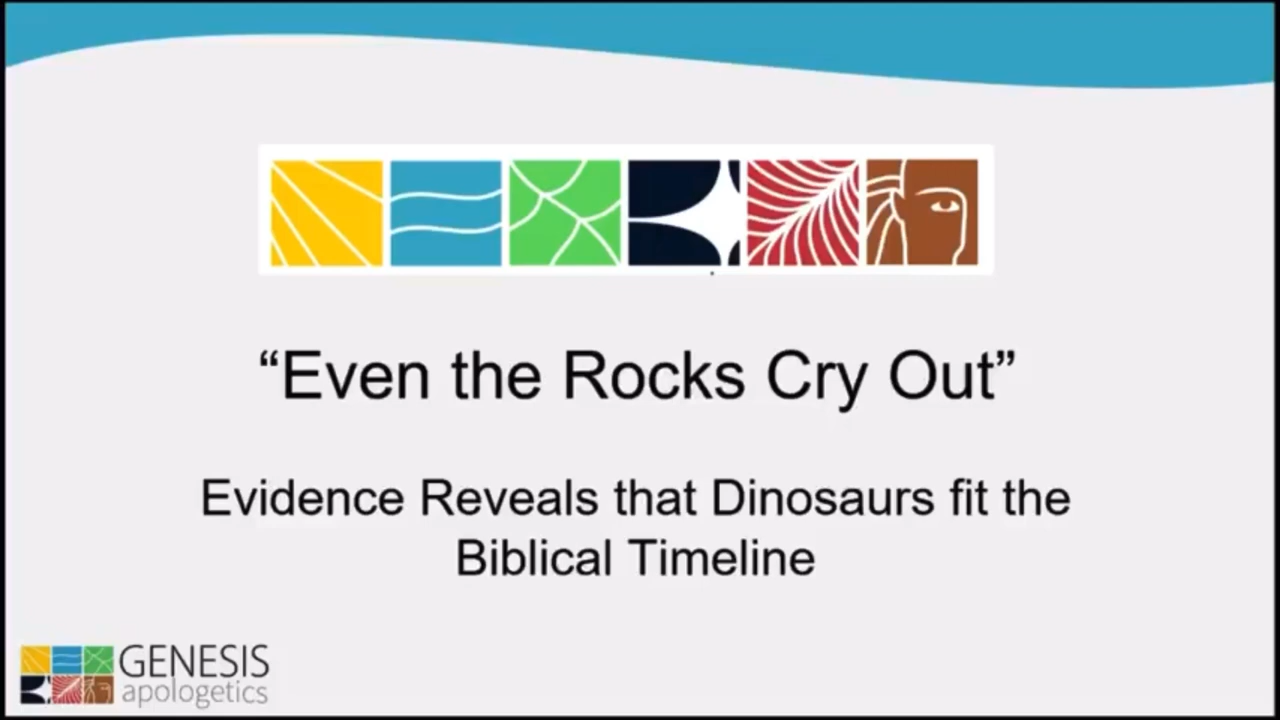 “Even the Rocks Cry Out”
Evidence Reveals that Dinosaurs fit the
Biblical Timeline
GENESIS
apologetics